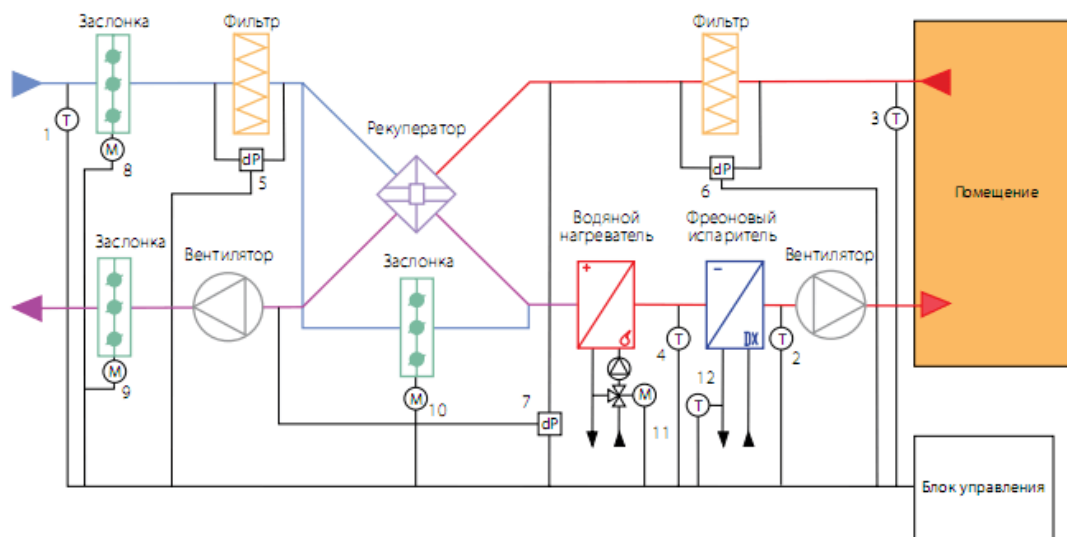 Заслонка
Фильтр
Фильтр
T
1
M
8
dP
5
Рекуператор
dP
6
T
3
Помещение
Заслонка
Вентилятор
Заслонка
Водяной
нагреватель
Фреоновый
испаритель
Вентилятор
+
−
DX
M
9
M
10
7
dP
M
11
4
T
12
T
T
2
Блок управления